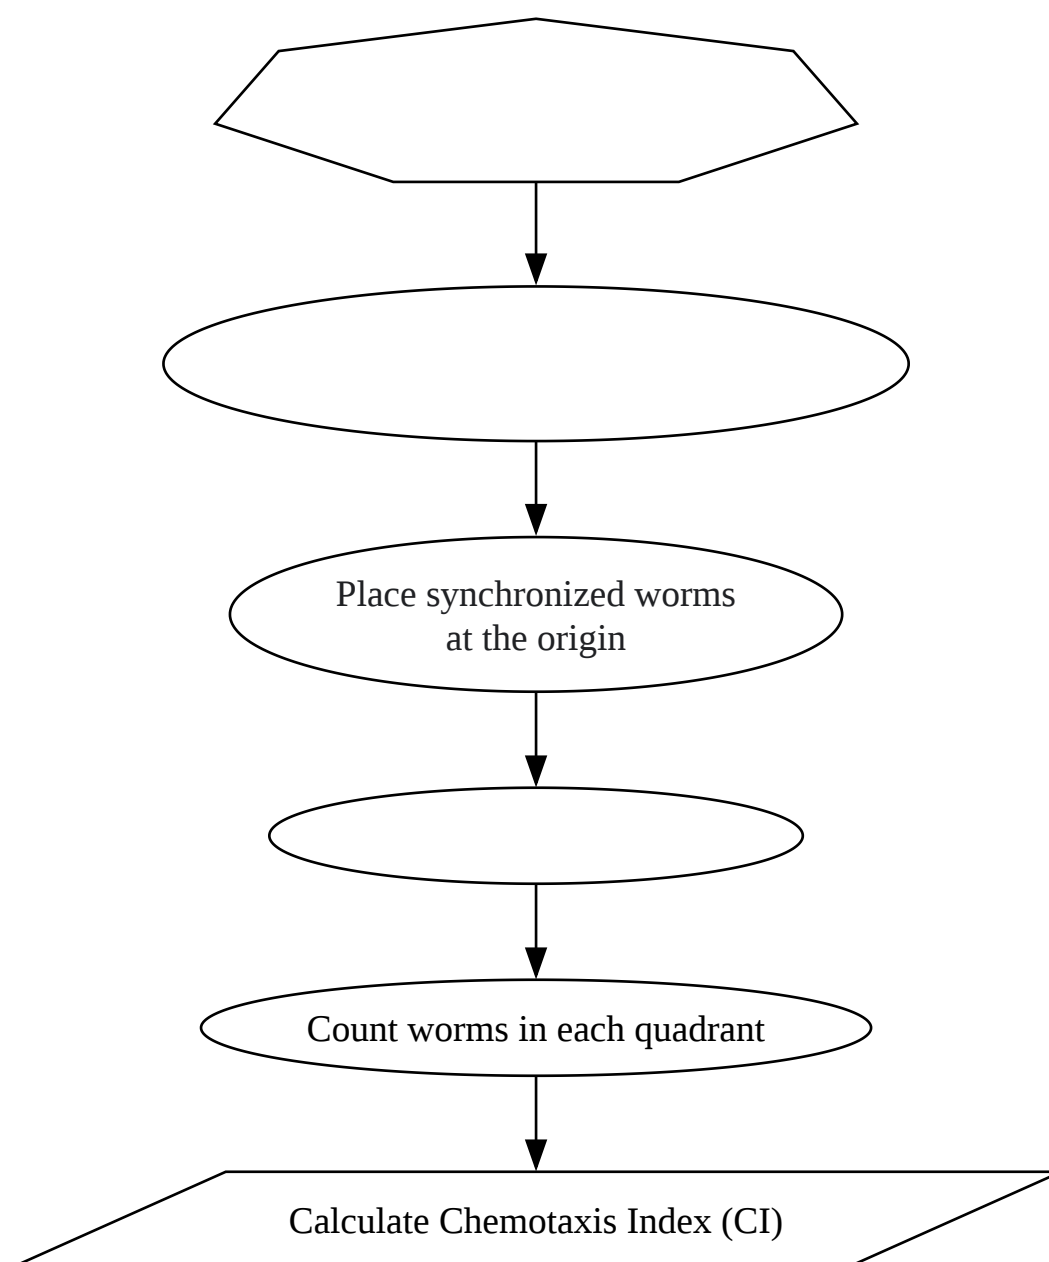 Place synchronized worms
at the origin
Count worms in each quadrant
Calculate Chemotaxis Index (CI)